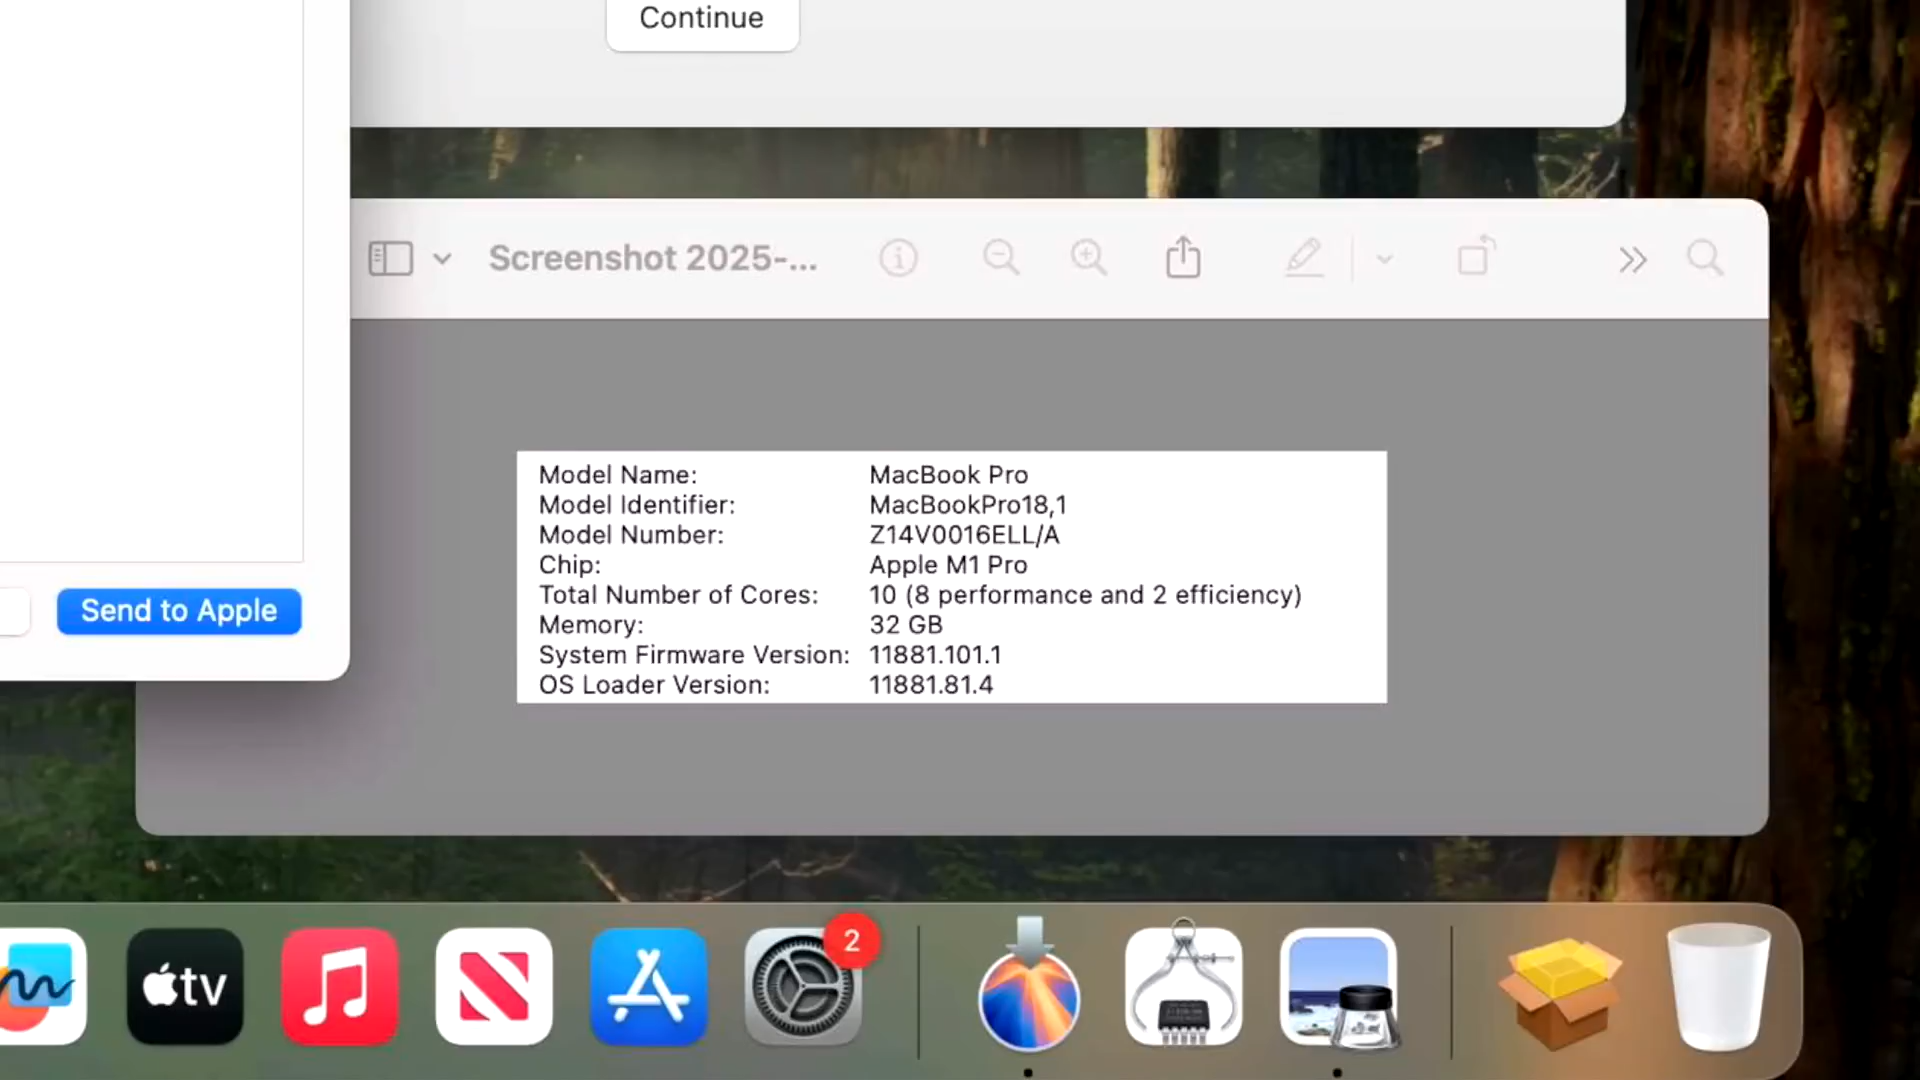 Continue
Screenshot 2025-...
Model Name: MacBook Pro
Model Identifier: MacBookPro18,1
Model Number: Z14V0016ELL/A
Chip: Apple M1 Pro
Total Number of Cores: 10 (8 performance and 2 efficiency)
Memory: 32 GB
System Firmware Version: 11881.101.1
OS Loader Version: 11881.81.4
Send to Apple
tv
2